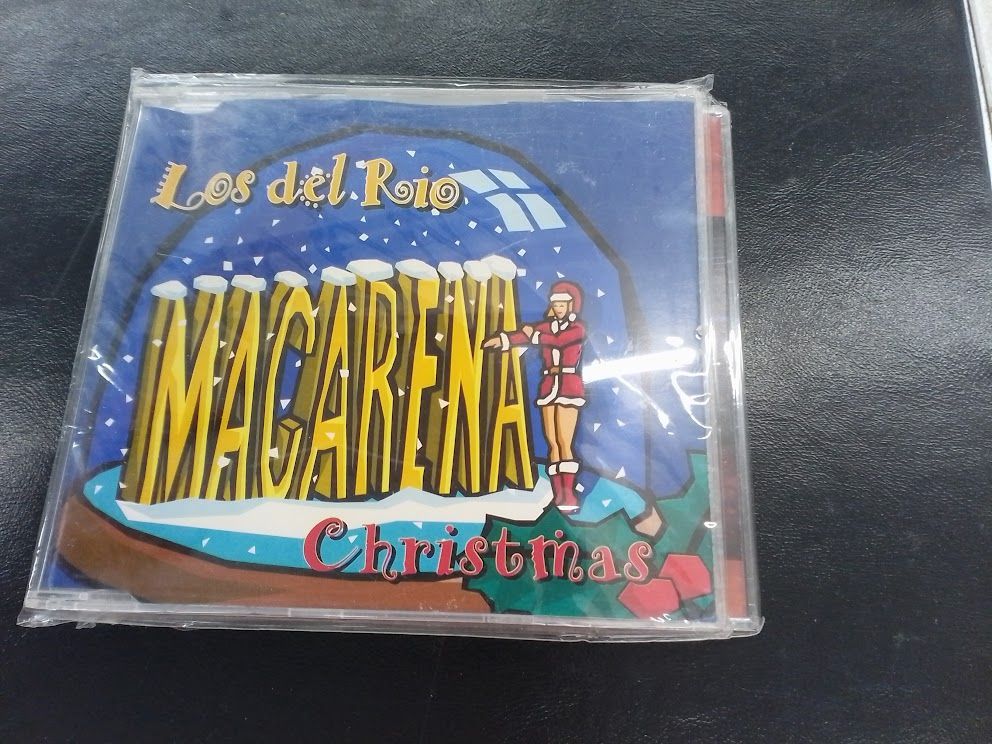 Los del Rio
MACARENA
Christmas